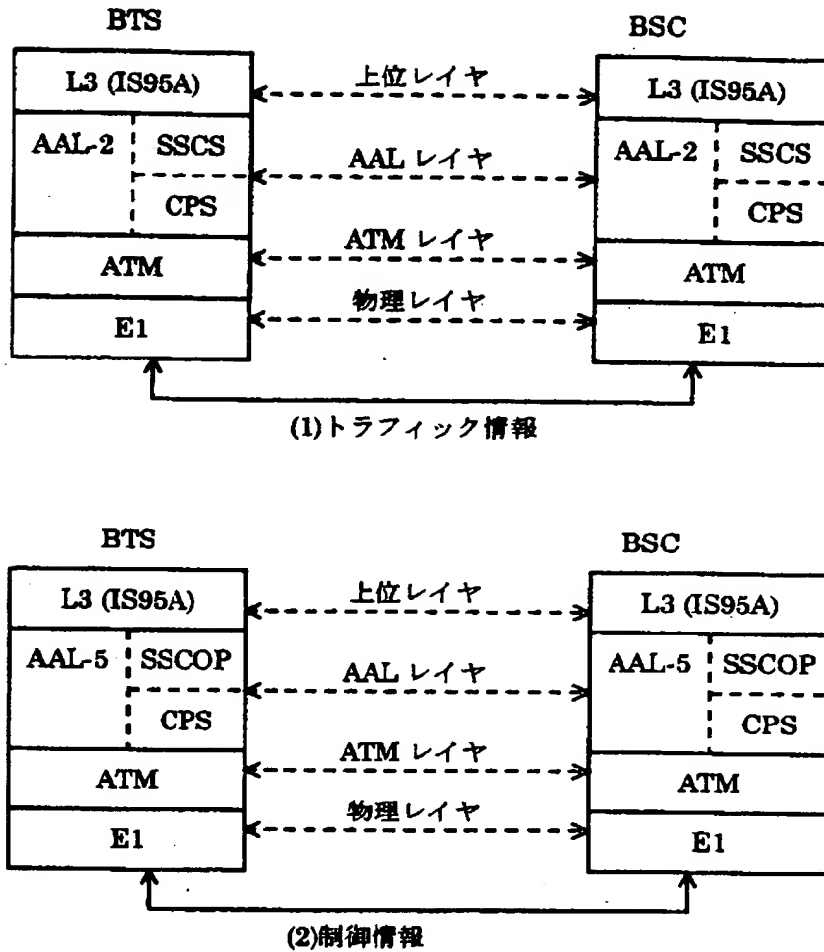 BTS
BSC
L3 (IS95A)
上位レイヤ
L3 (IS95A)
AAL-2
SSCS
AAL レイヤ
AAL-2
SSCS
CPS
CPS
ATM
ATM レイヤ
ATM
E1
物理レイヤ
E1
(1)トラフィック情報
BTS
BSC
L3 (IS95A)
上位レイヤ
L3 (IS95A)
AAL-5
SSCOP
AAL レイヤ
AAL-5
SSCOP
CPS
CPS
ATM
ATM レイヤ
ATM
E1
物理レイヤ
E1
(2)制御情報